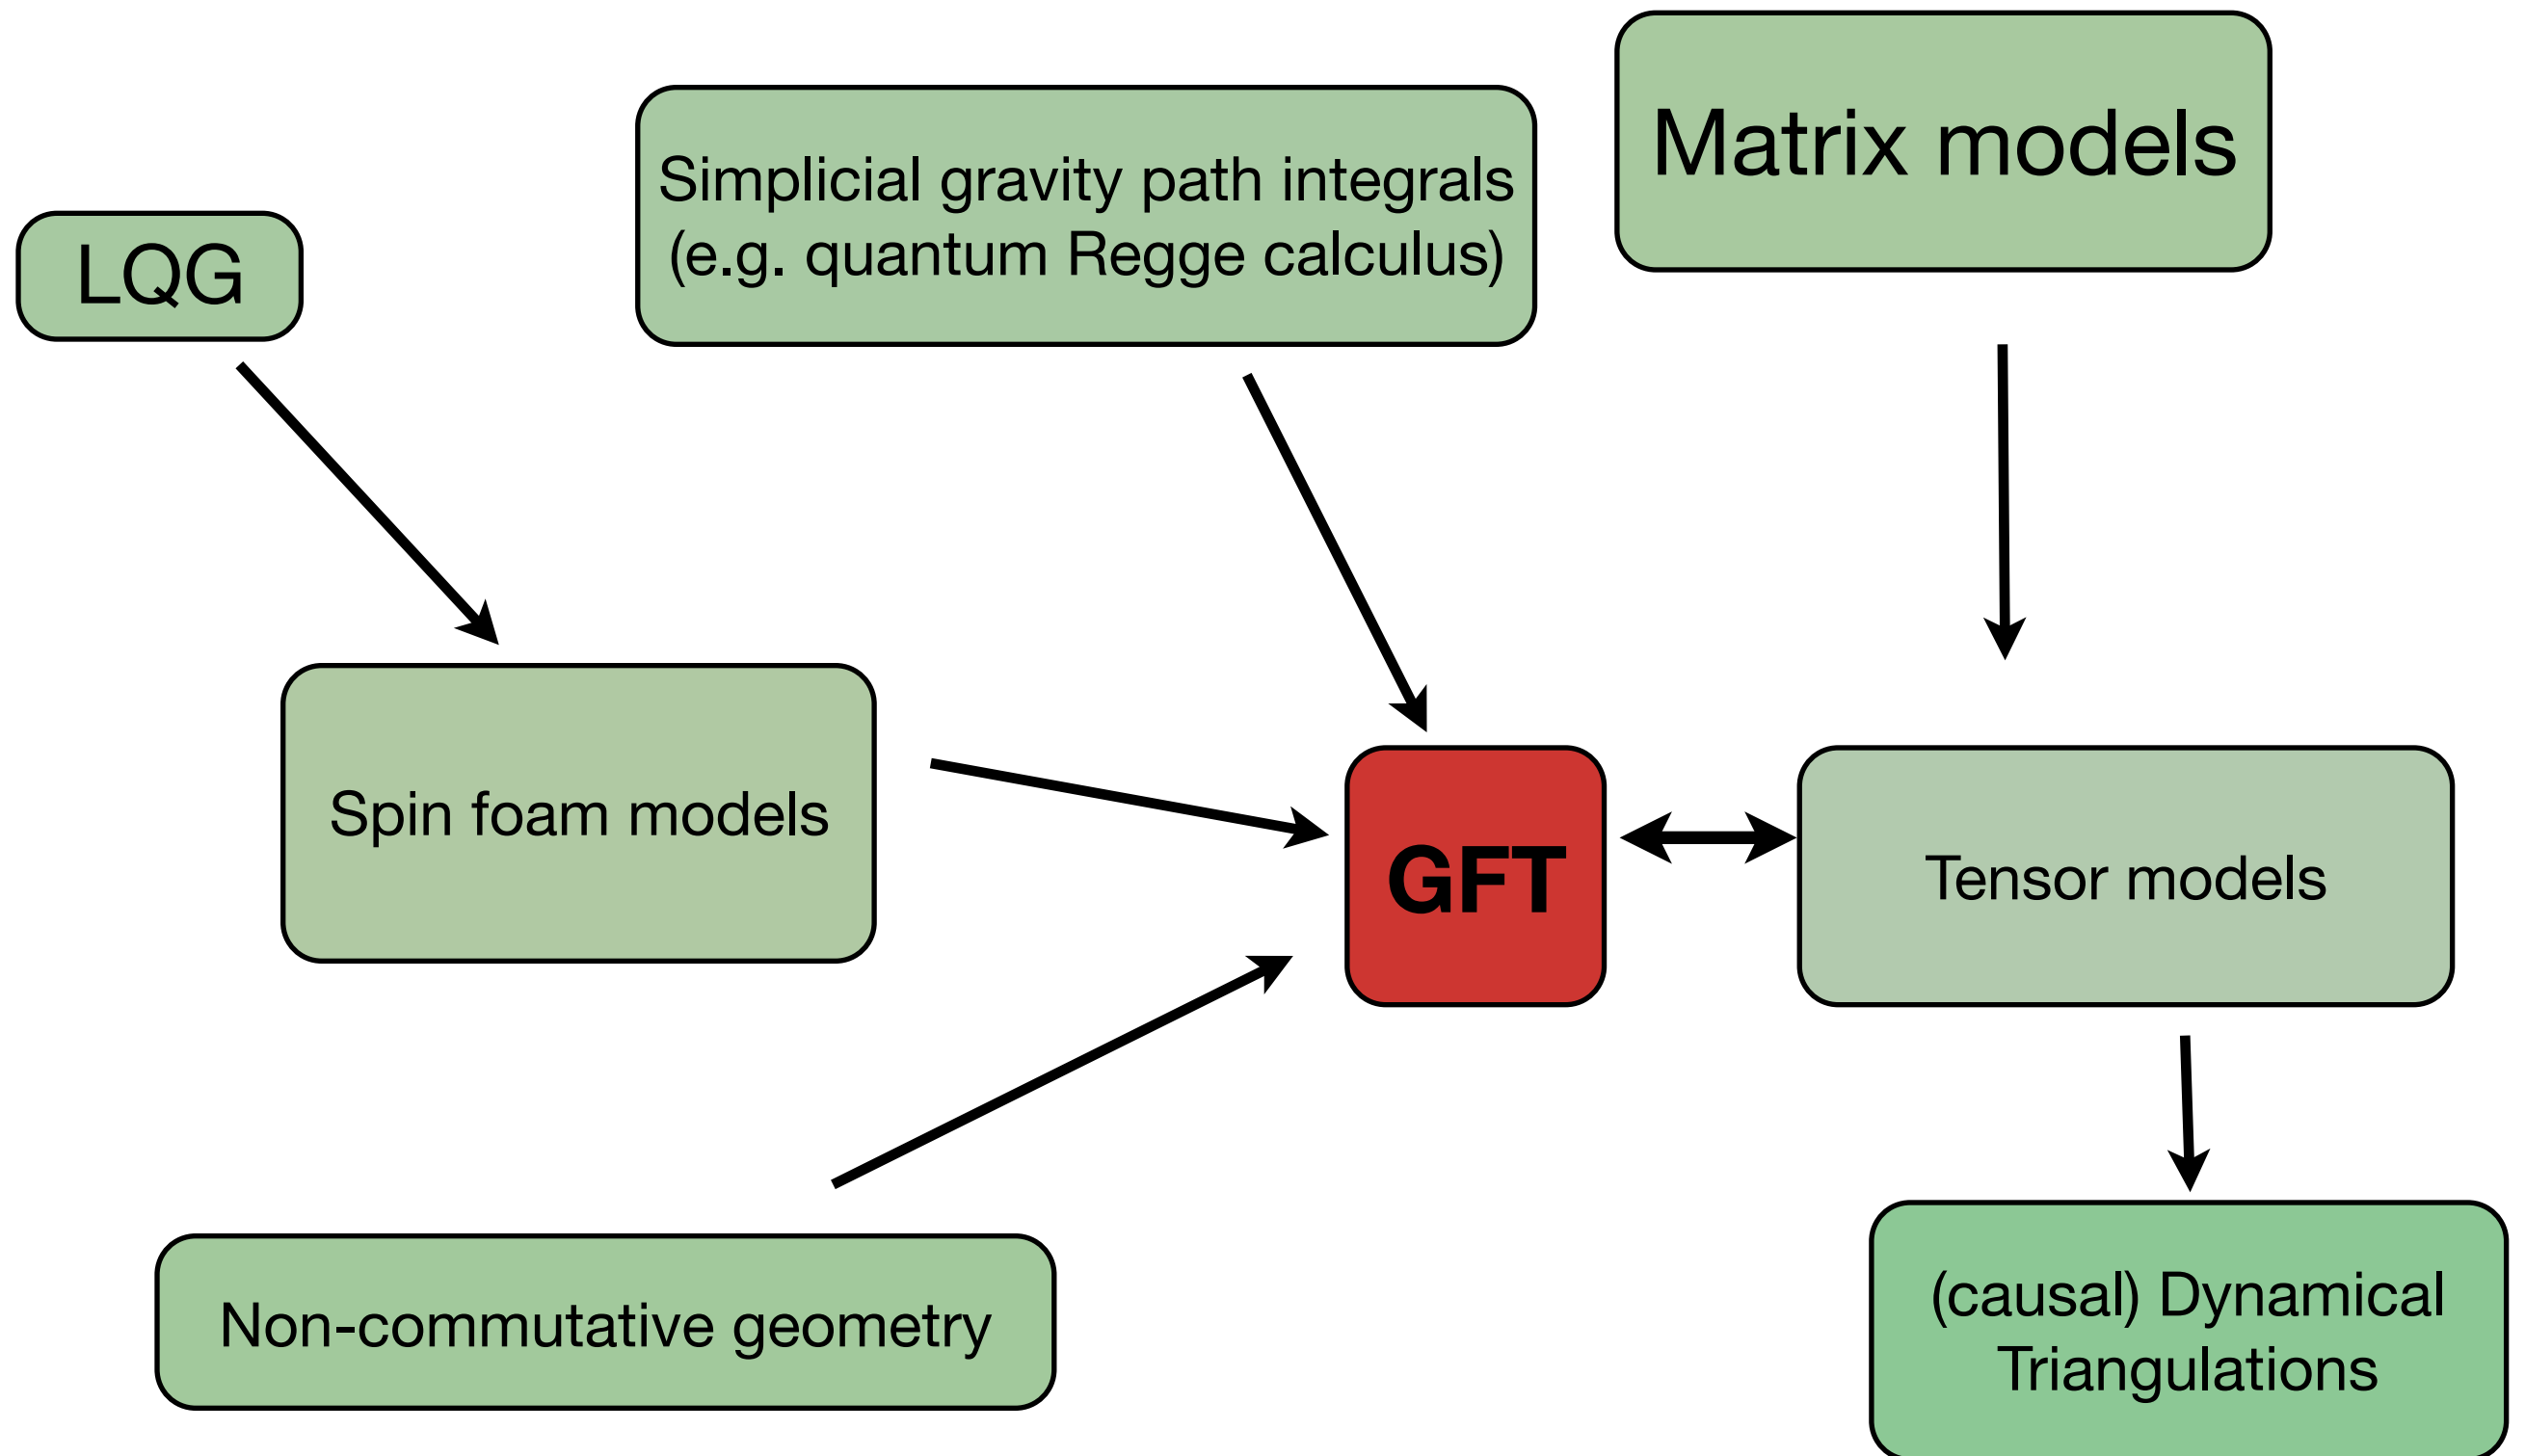 Matrix models
Simplicial gravity path integrals
(e.g. quantum Regge calculus)
LQG
Spin foam models
GFT
Tensor models
Non-commutative geometry
(causal) Dynamical
Triangulations